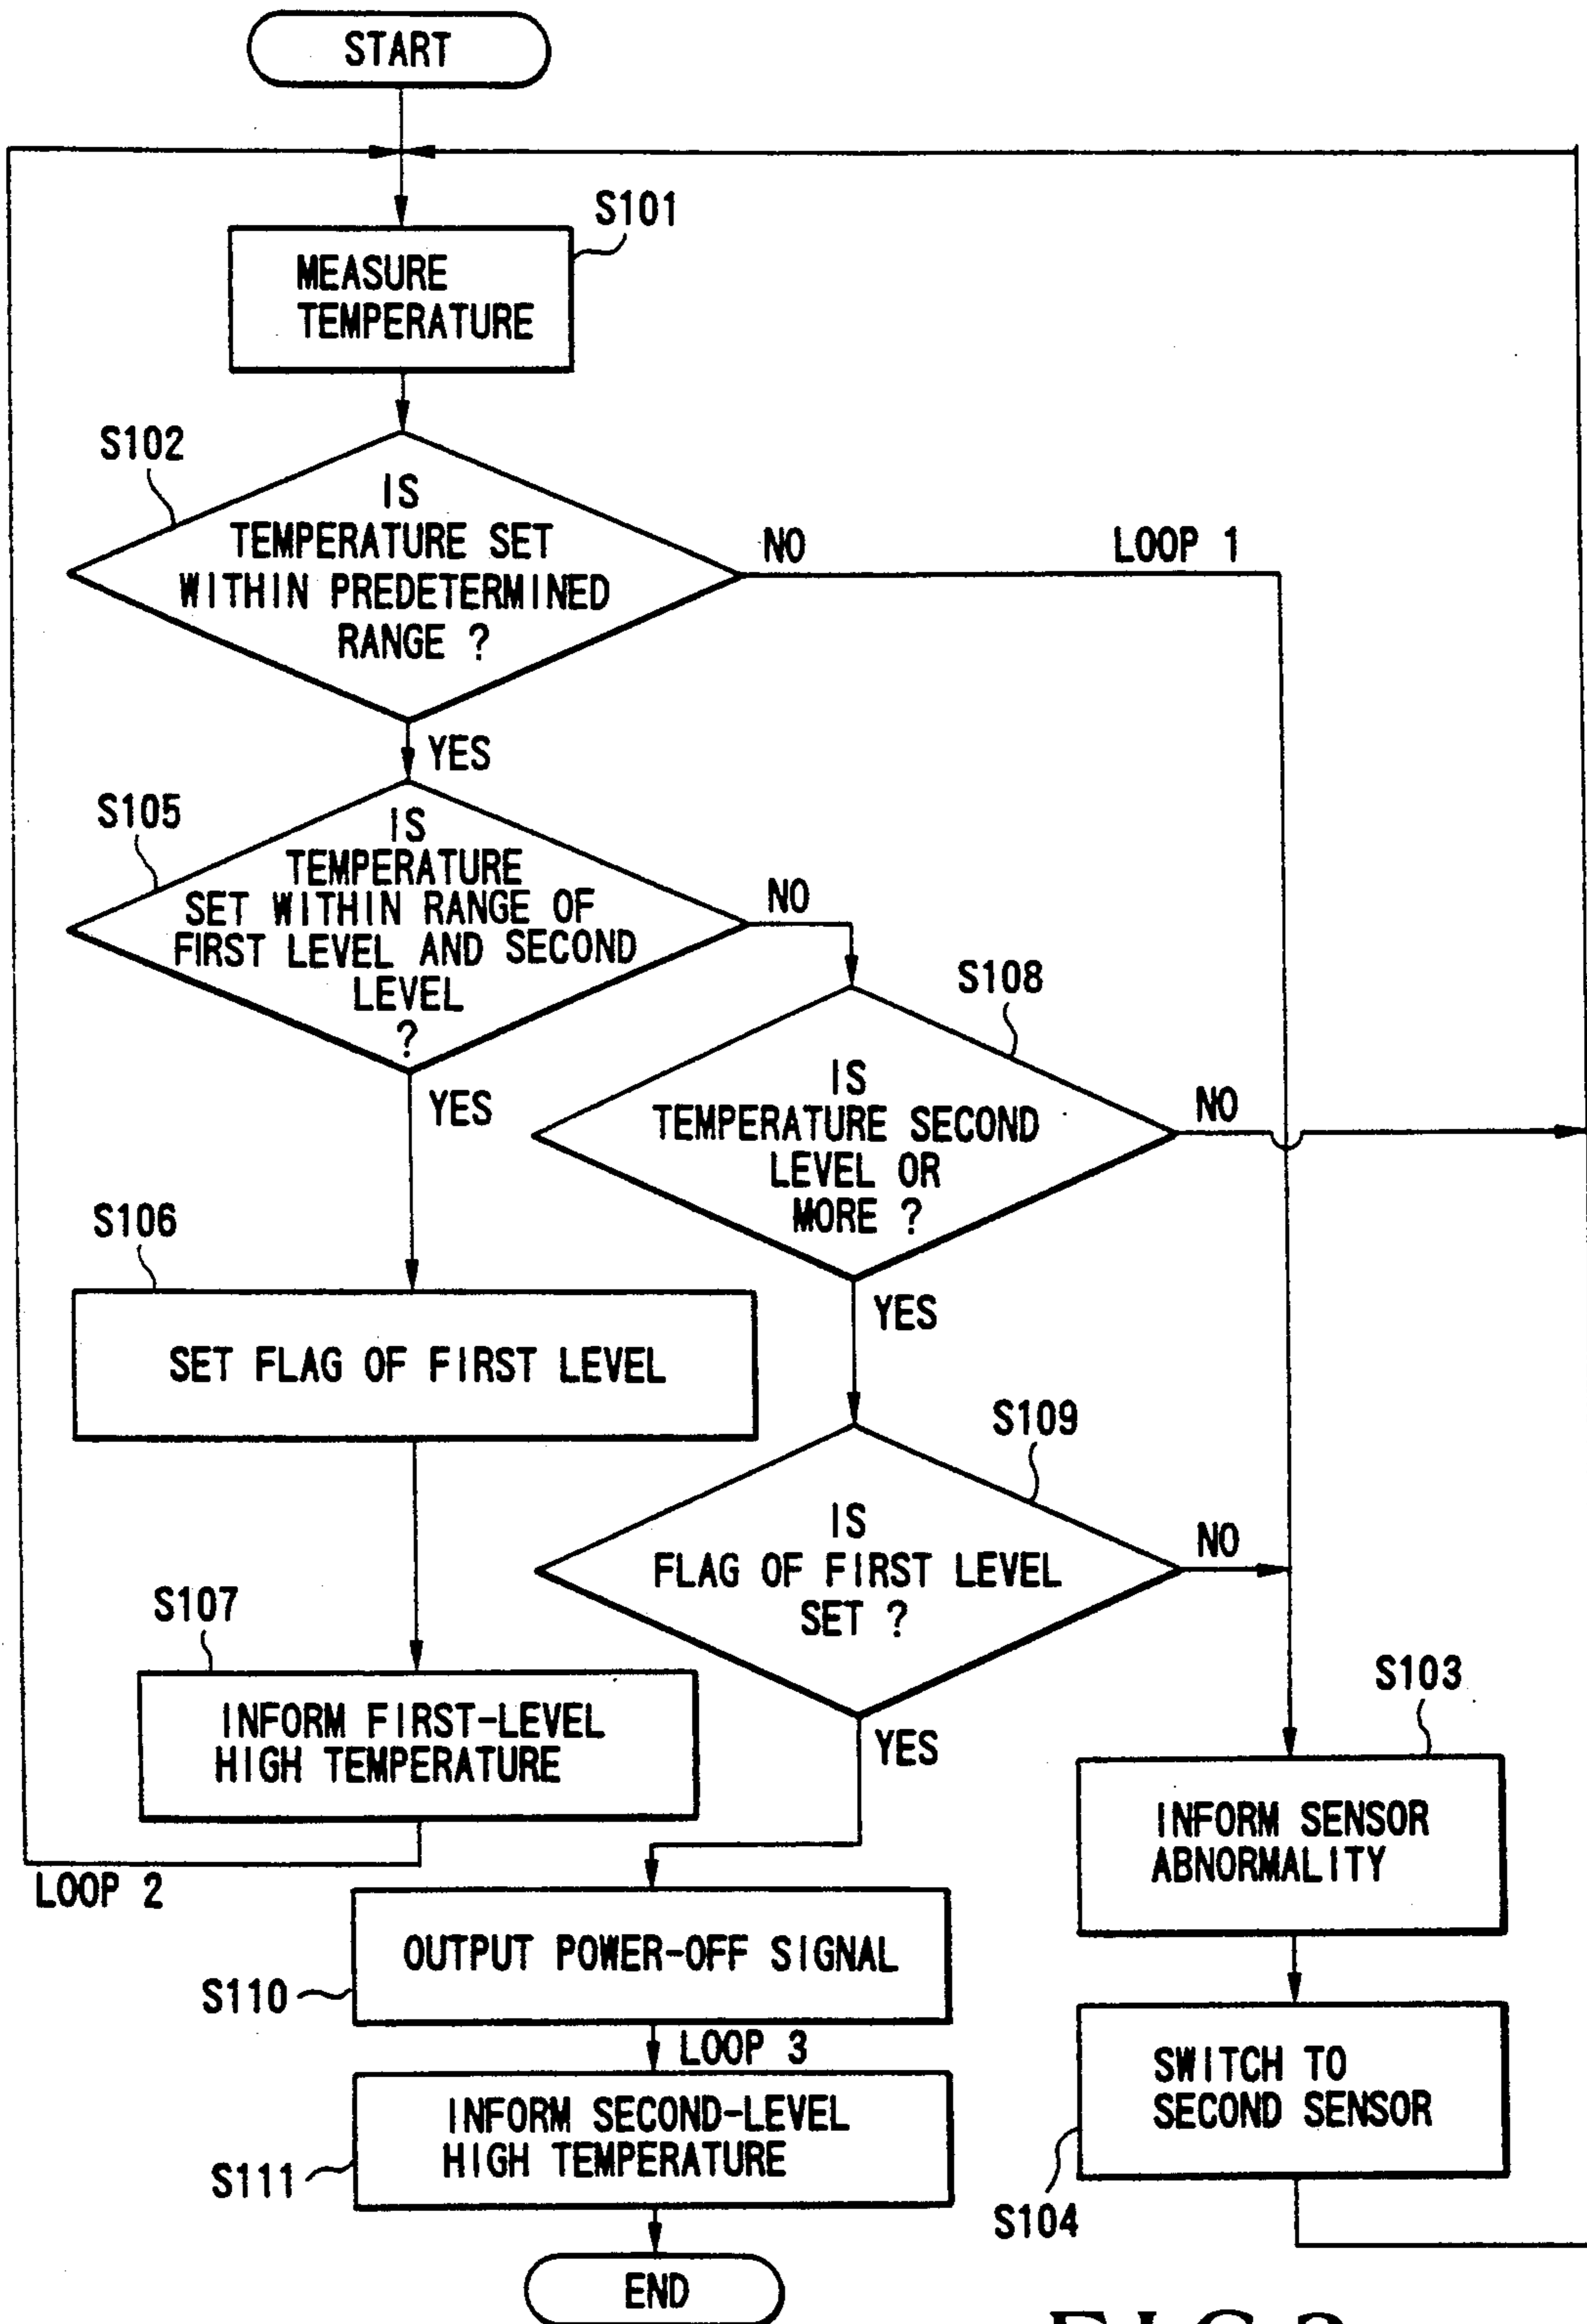 START
S101
MEASURE
TEMPERATURE
S102
IS
TEMPERATURE SET
WITHIN PREDETERMINED
RANGE ?
NO
LOOP 1
YES
S105
IS
TEMPERATURE
SET WITHIN RANGE OF
FIRST LEVEL AND SECOND
LEVEL
?
NO
YES
S108
IS
TEMPERATURE SECOND
LEVEL OR
MORE ?
NO
YES
S106
SET FLAG OF FIRST LEVEL
S109
IS
FLAG OF FIRST LEVEL
SET ?
NO
YES
S107
INFORM FIRST-LEVEL
HIGH TEMPERATURE
LOOP 2
S103
INFORM SENSOR
ABNORMALITY
OUTPUT POWER-OFF SIGNAL
S110
LOOP 3
SWITCH TO
SECOND SENSOR
S104
INFORM SECOND-LEVEL
HIGH TEMPERATURE
S111
END